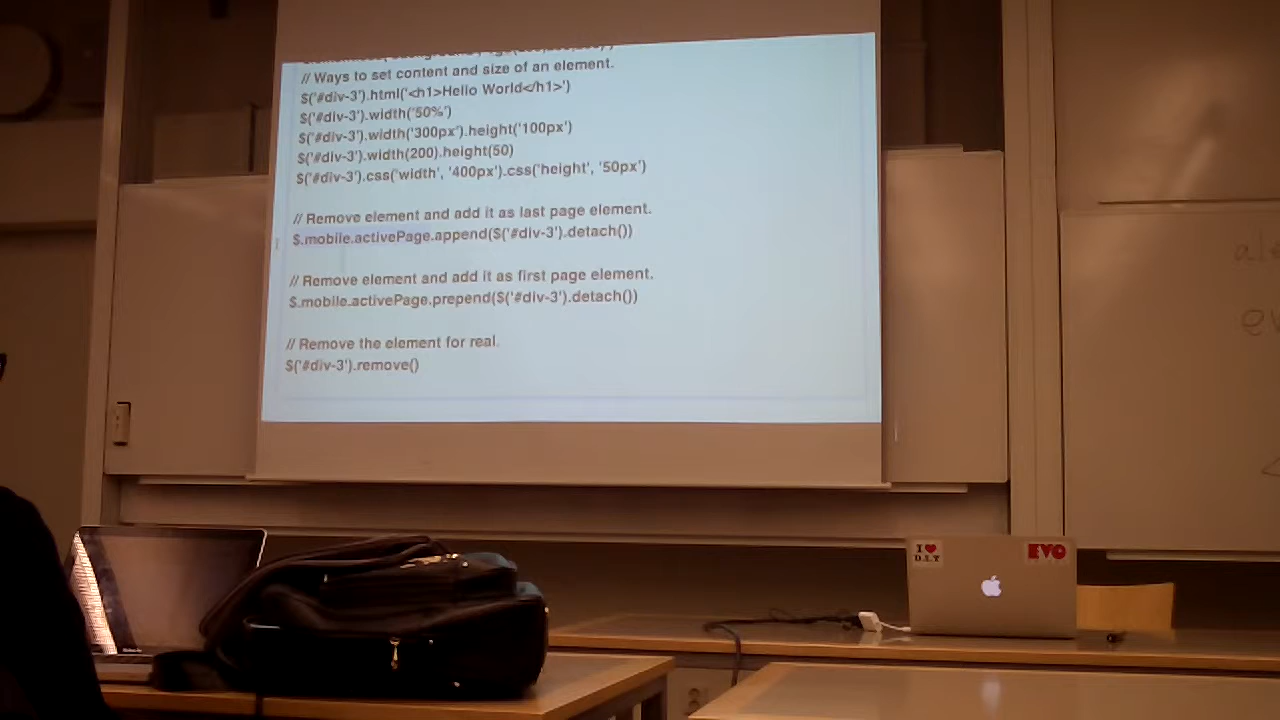 // Ways to set content and size of an element.
$('#div-3').html('<h1>Hello World</h1>')
$('#div-3').width('50%')
$('#div-3').width('300px').height('100px')
$('#div-3').width(200).height(50)
$('#div-3').css('width', '400px').css('height', '50px')
// Remove element and add it as last page element.
$.mobile.activePage.append($('#div-3').detach())
// Remove element and add it as first page element.
$.mobile.activePage.prepend($('#div-3').detach())
// Remove the element for real.
$('#div-3').remove()
I ♥
D.I.Y
EVO